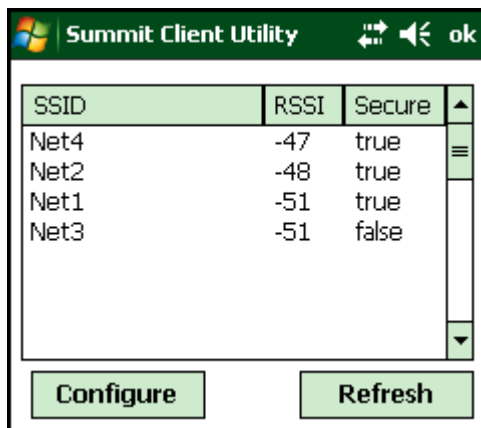 Summit Client Utility ok
SSID RSSI Secure
Net4 -47 true
Net2 -48 true
Net1 -51 true
Net3 -51 false
Configure Refresh